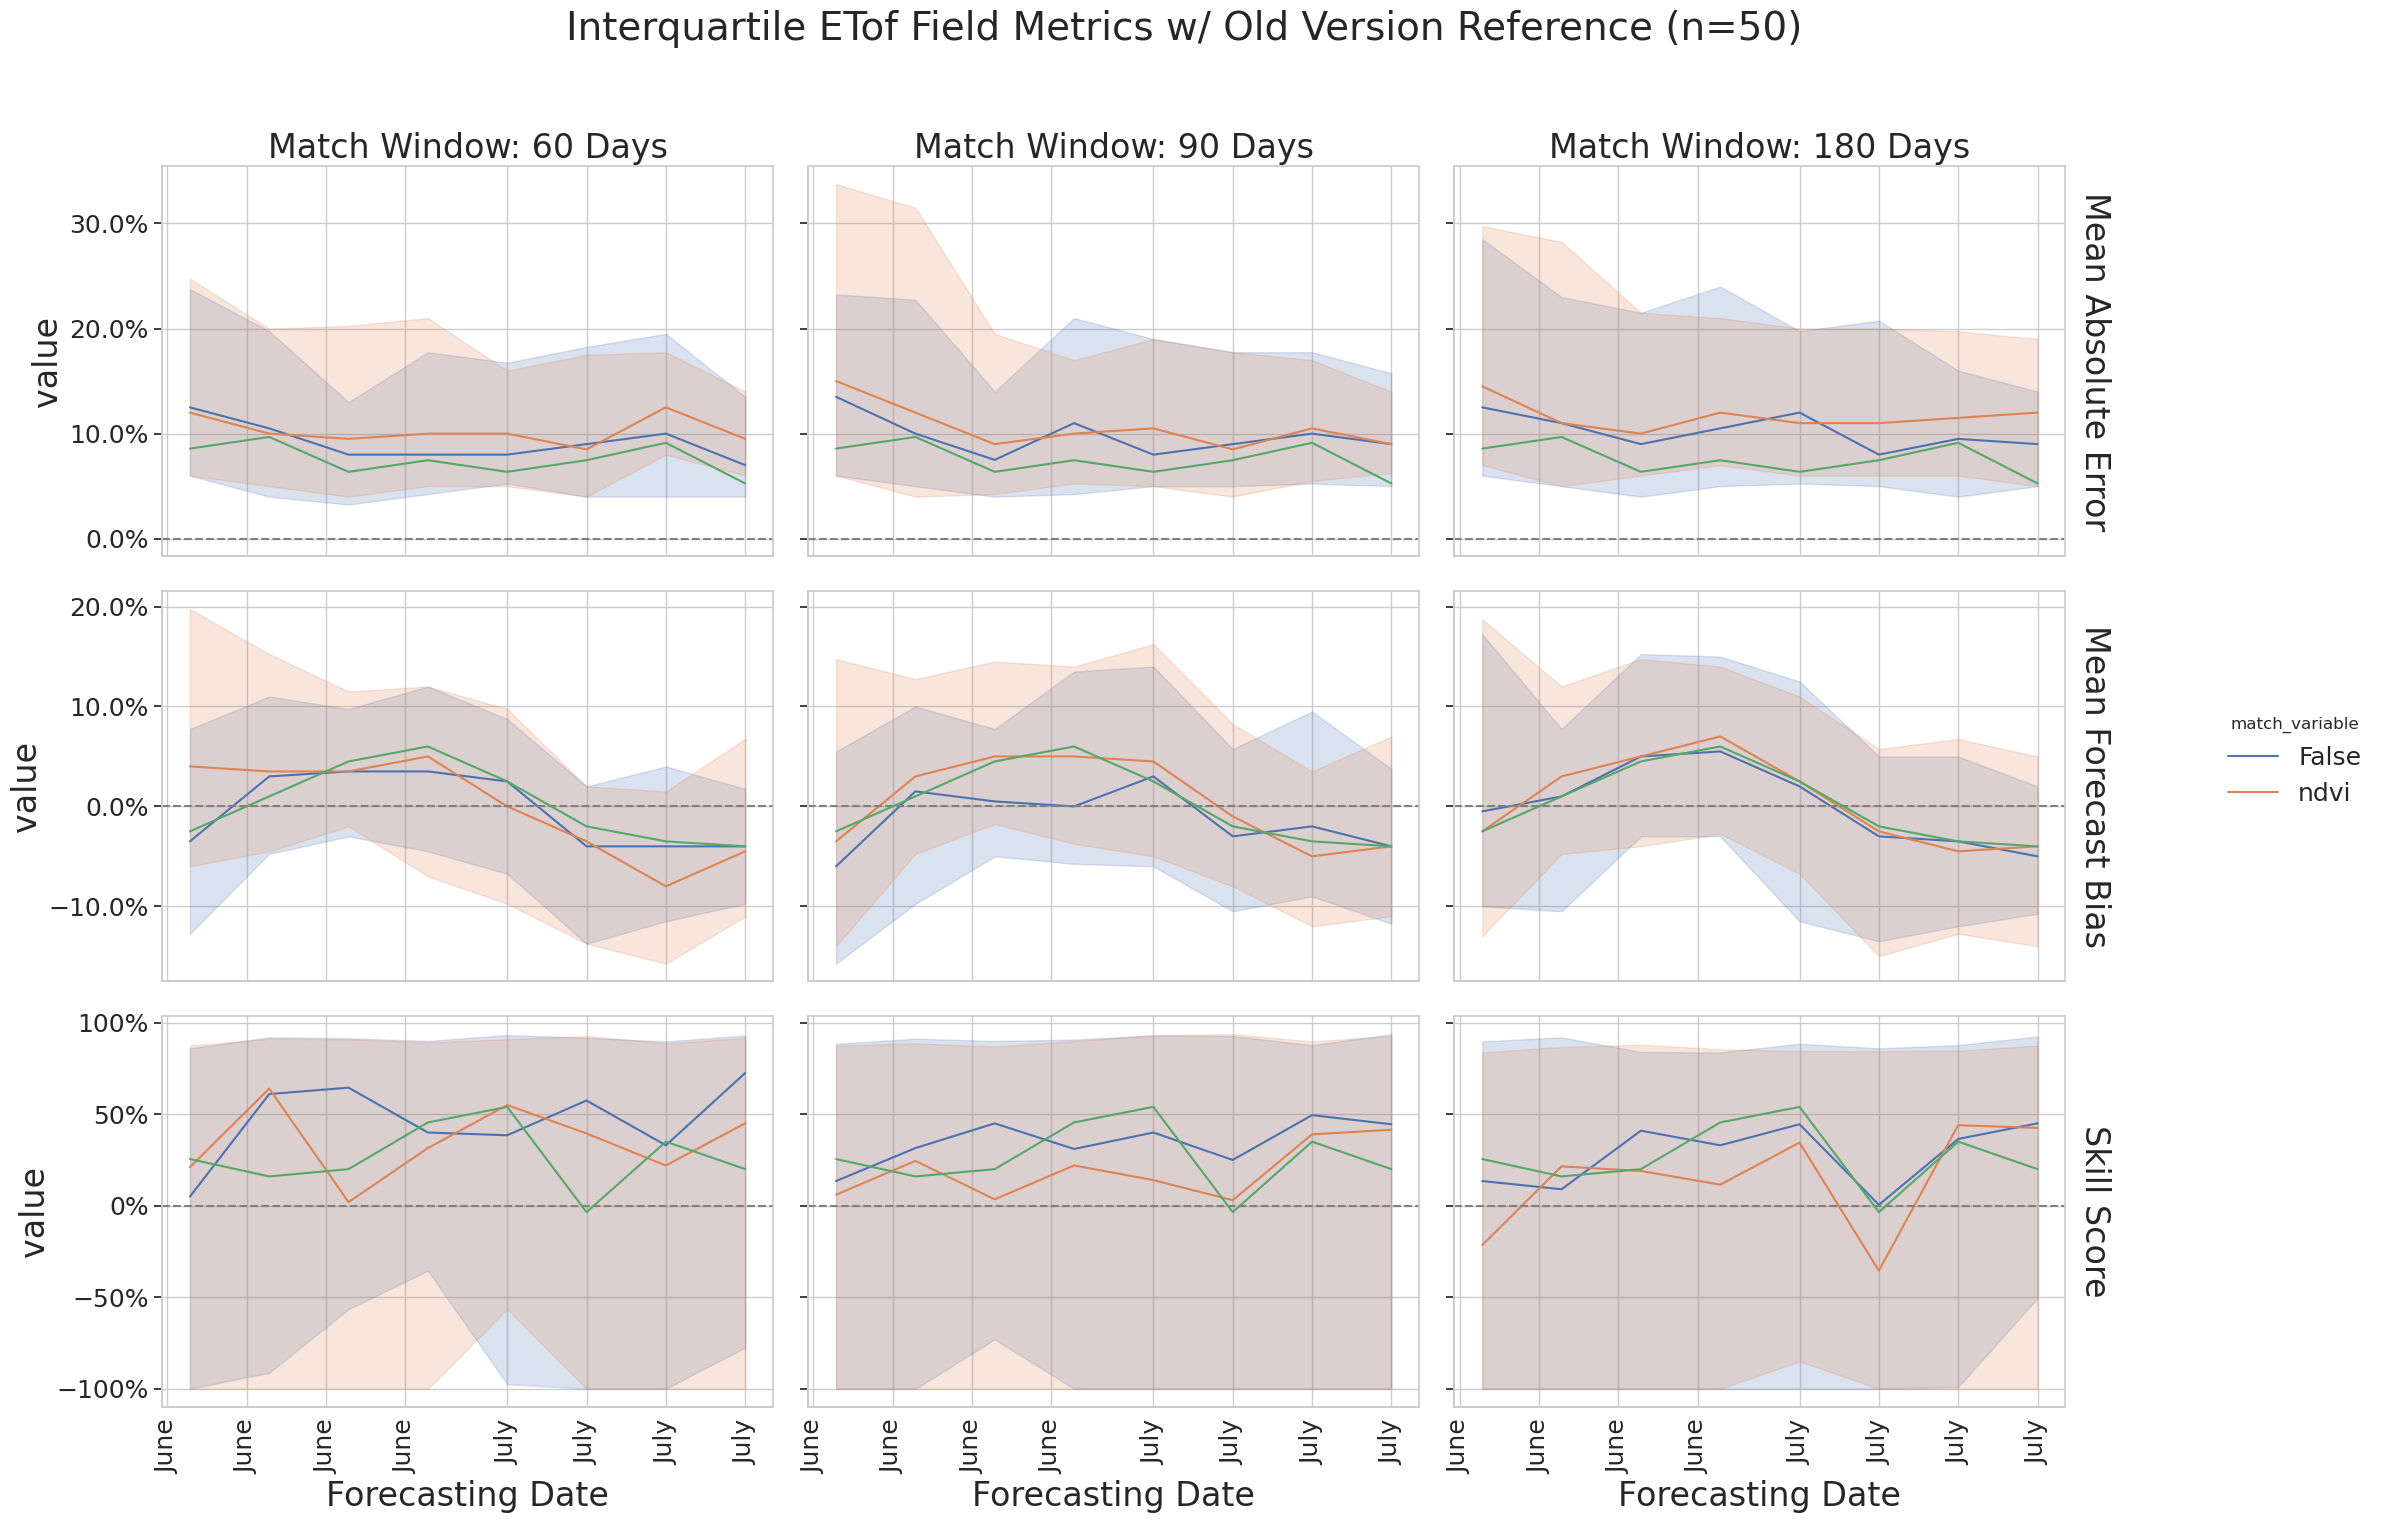 Interquartile ETof Field Metrics w/ Old Version Reference (n=50)
Match Window: 60 Days
Match Window: 90 Days
Match Window: 180 Days
30.0%
20.0%
10.0%
0.0%
value
Mean Absolute Error
20.0%
10.0%
0.0%
−10.0%
value
Mean Forecast Bias
match_variable
False
ndvi
100%
50%
0%
−50%
−100%
value
Skill Score
June
June
June
June
July
July
July
July
June
June
June
June
July
July
July
July
June
June
June
June
July
July
July
July
Forecasting Date
Forecasting Date
Forecasting Date